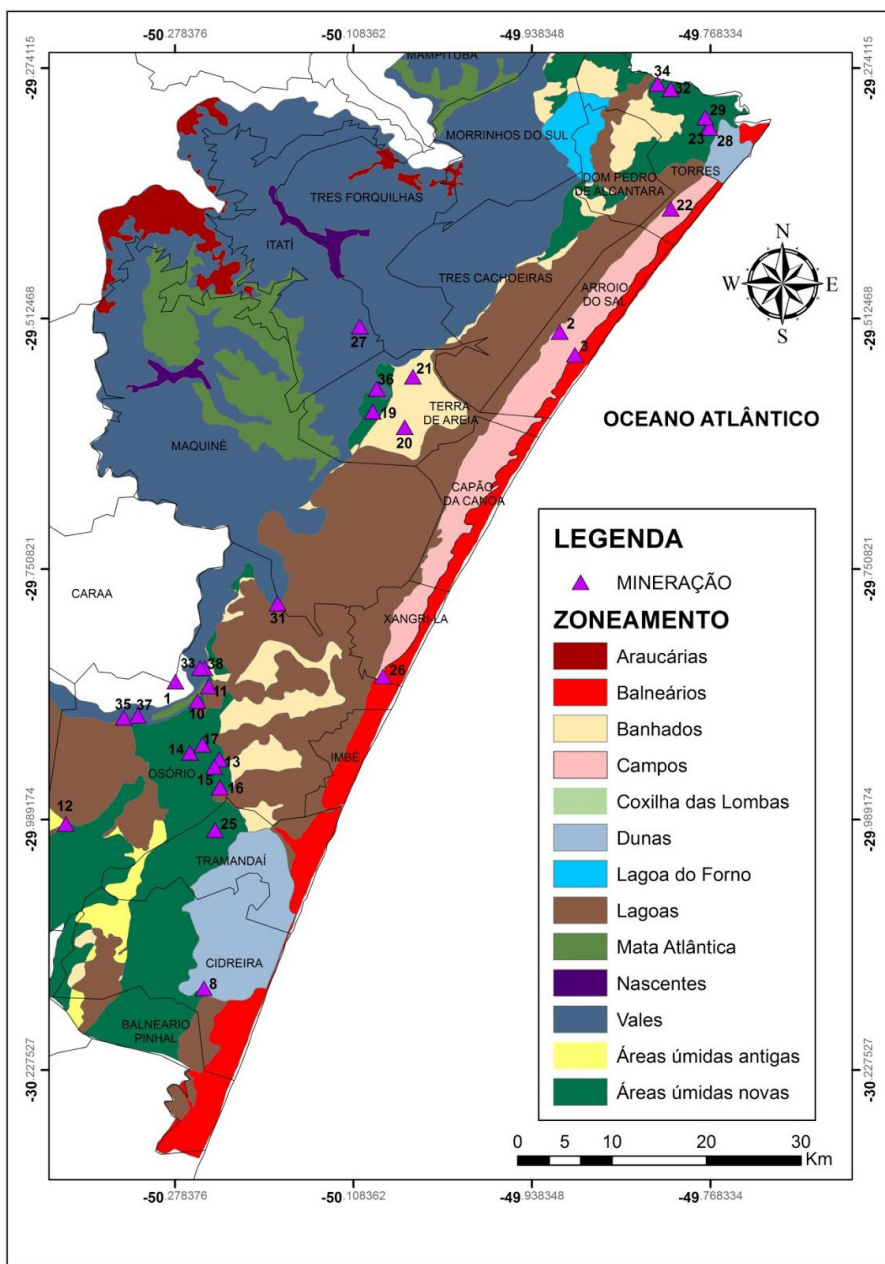 -50.278376
-50.108362
-49.938348
-49.768334
-29.274115
-29.274115
MAMPITUBA
34
32
29
MORRINHOS DO SUL
23
28
DOM PEDRO
DE ALCANTARA
TORRES
TRES FORQUILHAS
22
ITATÍ
N
W
E
S
TRES CACHOEIRAS
ARROIO
DO SAL
-29.512468
-29.512468
2
27
3
21
36
19
TERRA
DE AREIA
OCEANO ATLÂNTICO
20
MAQUINÉ
CAPÃO
DA CANOA
LEGENDA
MINERAÇÃO
ZONEAMENTO
Araucárias
Balneários
Banhados
Campos
Coxilha das Lombas
Dunas
Lagoa do Forno
Lagoas
Mata Atlântica
Nascentes
Vales
Áreas úmidas antigas
Áreas úmidas novas
-29.750821
-29.750821
CARAA
31
XANGRI-LA
33
38
26
1
11
10
35
37
17
14
13
IMBÉ
OSÓRIO
15
16
12
25
-29.989174
-29.989174
TRAMANDAÍ
CIDREIRA
8
BALNEARIO
PINHAL
-30.227527
-30.227527
0
5
10
20
30
Km
-50.278376
-50.108362
-49.938348
-49.768334